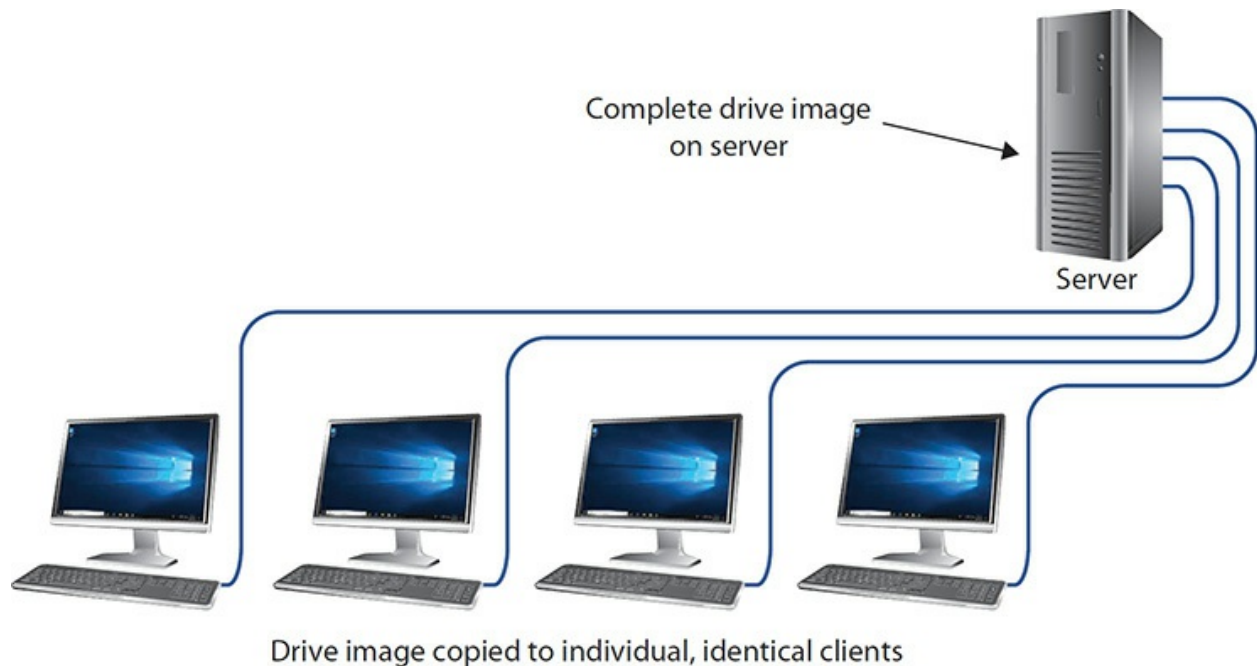 Complete drive image
on server
Server
Drive image copied to individual, identical clients